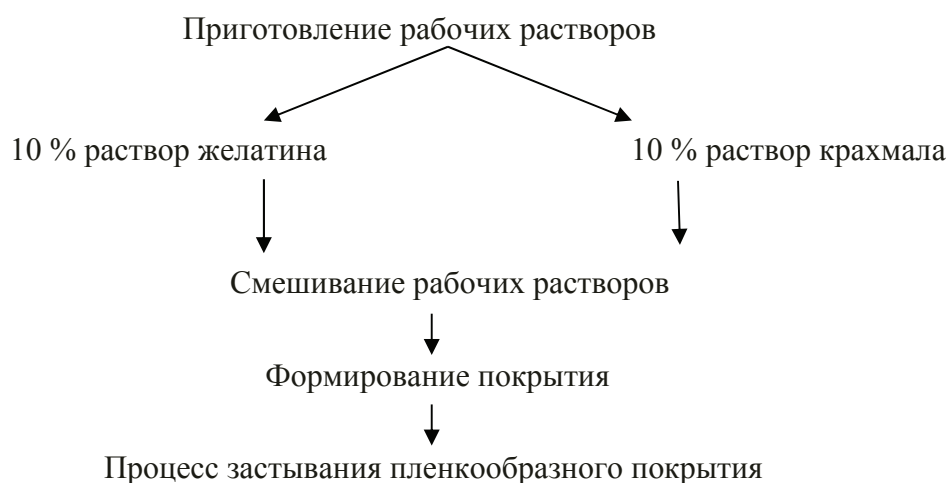 Приготовление рабочих растворов
10 % раствор желатина
10 % раствор крахмала
Смешивание рабочих растворов
Формирование покрытия
Процесс застывания пленкообразного покрытия